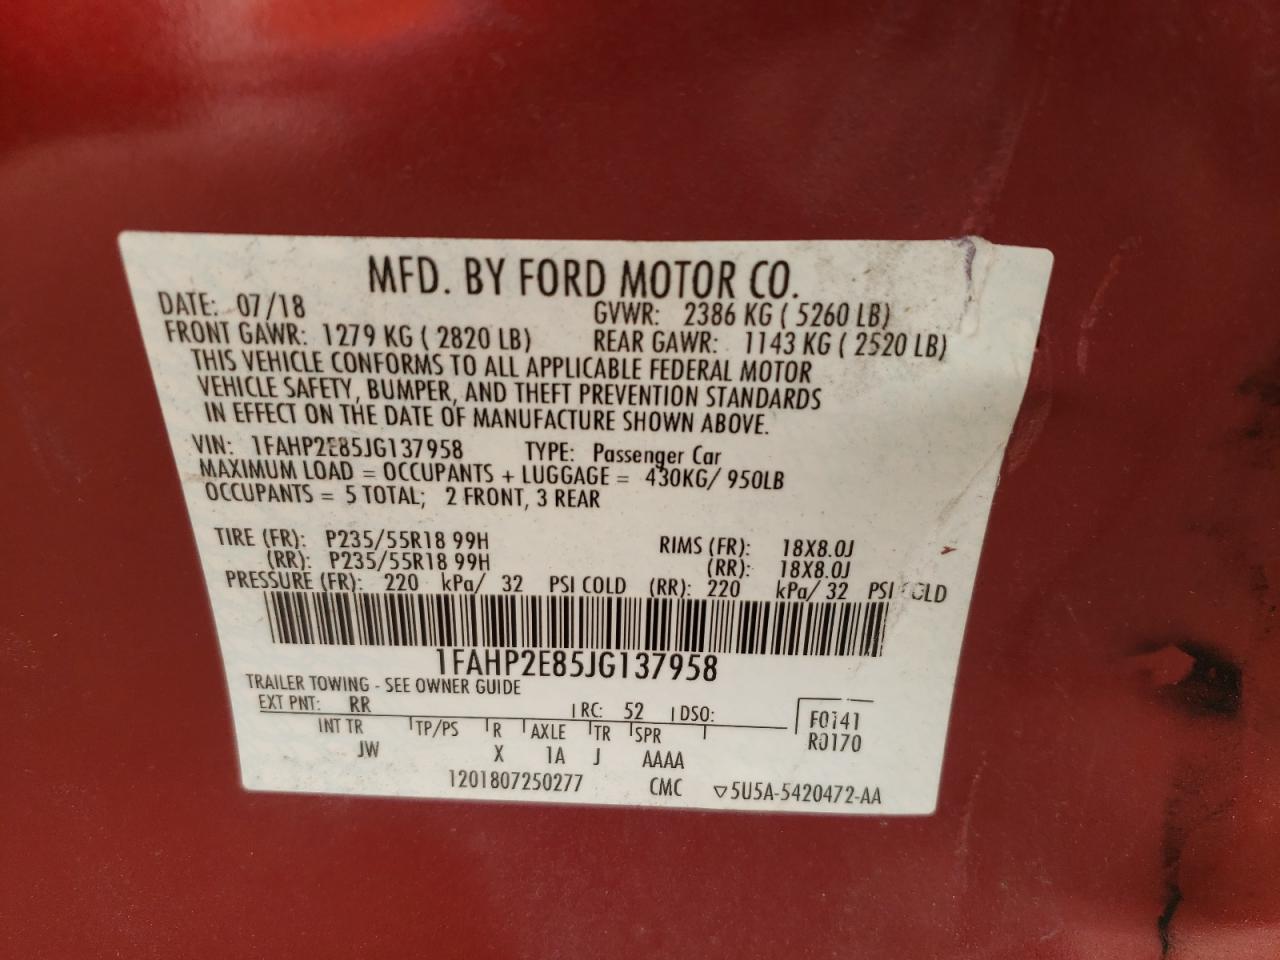 MFD. BY FORD MOTOR CO.
DATE: 07/18 GVWR: 2386 KG ( 5260 LB)
FRONT GAWR: 1279 KG ( 2820 LB) REAR GAWR: 1143 KG ( 2520 LB)
THIS VEHICLE CONFORMS TO ALL APPLICABLE FEDERAL MOTOR
VEHICLE SAFETY, BUMPER, AND THEFT PREVENTION STANDARDS
IN EFFECT ON THE DATE OF MANUFACTURE SHOWN ABOVE.
VIN: 1FAHP2E85JG137958 TYPE: Passenger Car
MAXIMUM LOAD = OCCUPANTS + LUGGAGE = 430KG/ 950LB
OCCUPANTS = 5 TOTAL; 2 FRONT, 3 REAR
TIRE (FR): P235/55R18 99H RIMS (FR): 18X8.0J
(RR): P235/55R18 99H (RR): 18X8.0J
PRESSURE (FR): 220 kPa/ 32 PSI COLD (RR): 220 kPa/ 32 PSI COLD
1FAHP2E85JG137958
TRAILER TOWING - SEE OWNER GUIDE
EXT PNT: RR RC: 52 DSO: F0141
INT TR TP/PS R AXLE TR SPR R0170
JW X 1A J AAAA
1201807250277 CMC ▽5U5A-5420472-AA